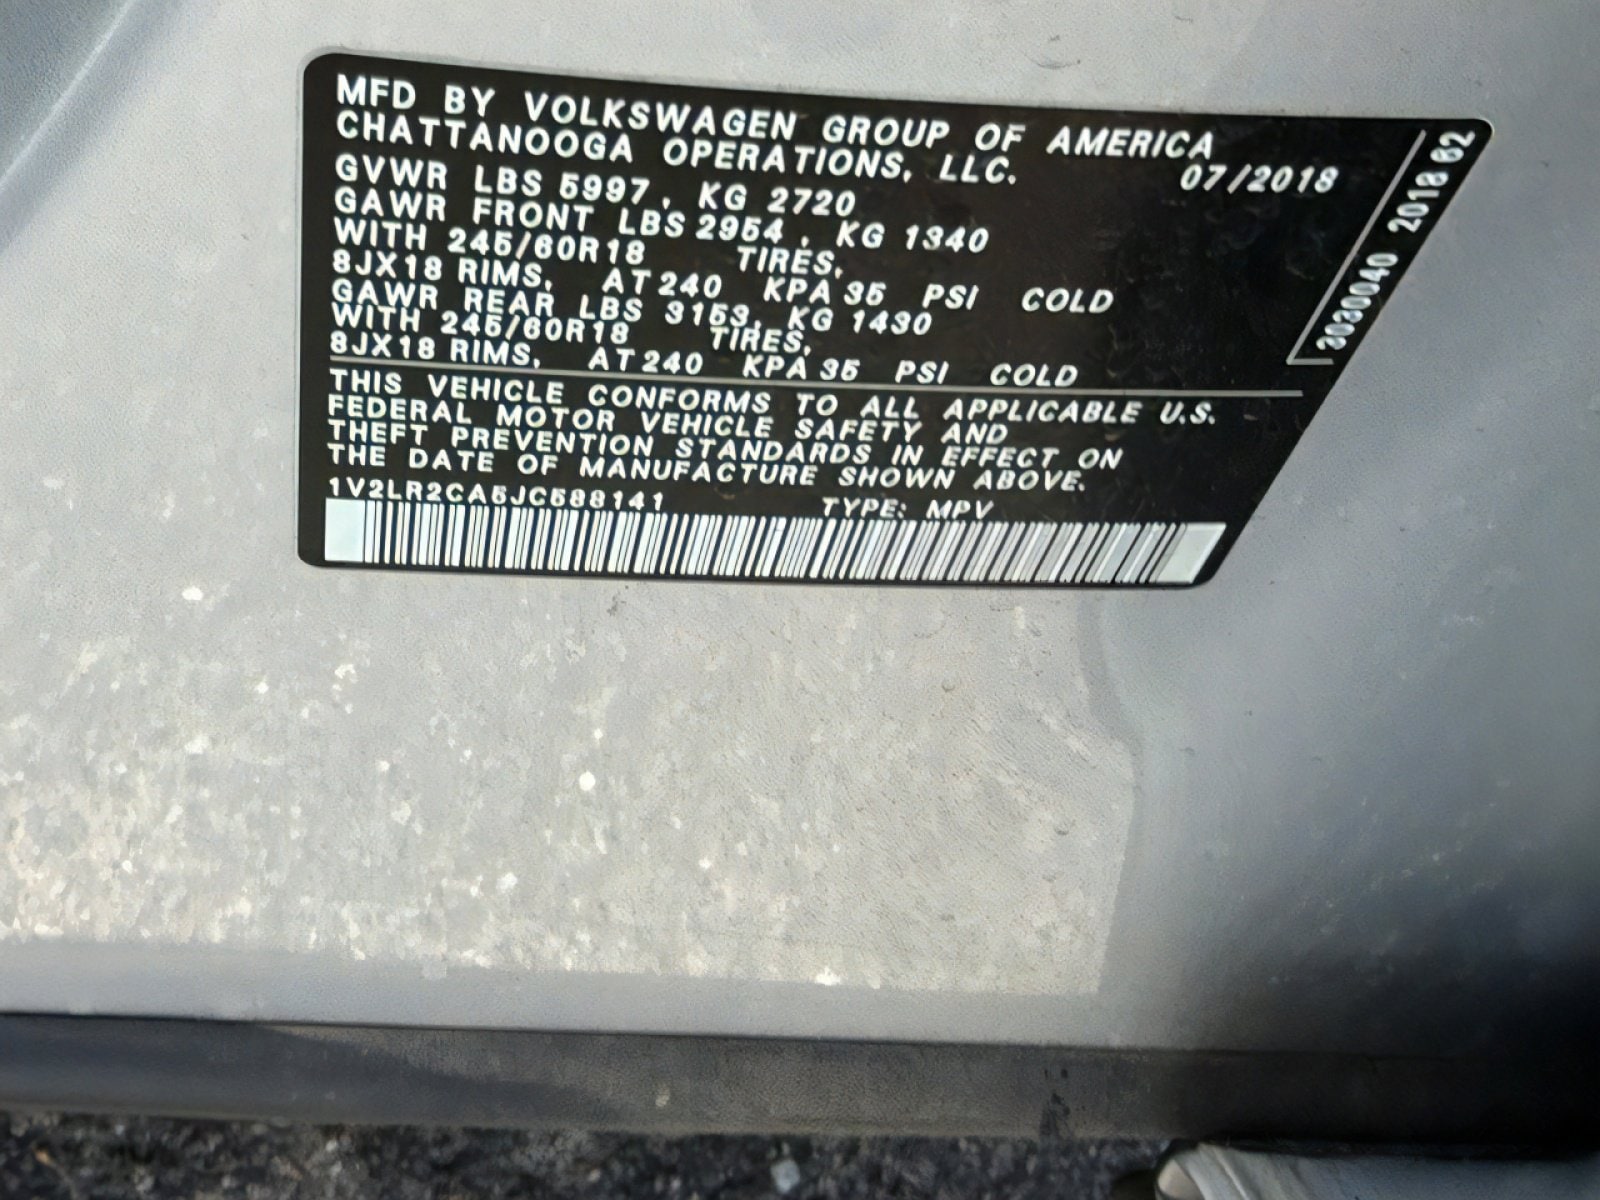 MFD BY VOLKSWAGEN GROUP OF AMERICA
CHATTANOOGA OPERATIONS, LLC. 07/2018
GVWR LBS 5997, KG 2720
GAWR FRONT LBS 2954, KG 1340
WITH 245/60R18 TIRES,
8JX18 RIMS, AT 240 KPA 35 PSI COLD
GAWR REAR LBS 3153, KG 1430
WITH 245/60R18 TIRES,
8JX18 RIMS, AT 240 KPA 35 PSI COLD
THIS VEHICLE CONFORMS TO ALL APPLICABLE U.S.
FEDERAL MOTOR VEHICLE SAFETY AND
THEFT PREVENTION STANDARDS IN EFFECT ON
THE DATE OF MANUFACTURE SHOWN ABOVE.
1V2LR2CA5JC588141 TYPE: MPV
3030040 2018